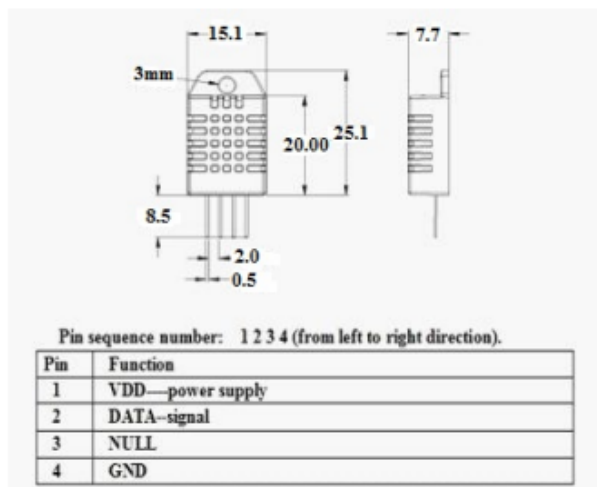 15.1
7.7
3mm
20.00
25.1
8.5
2.0
0.5
Pin sequence number: 1 2 3 4 (from left to right direction).
Pin Function
1 VDD----power supply
2 DATA--signal
3 NULL
4 GND